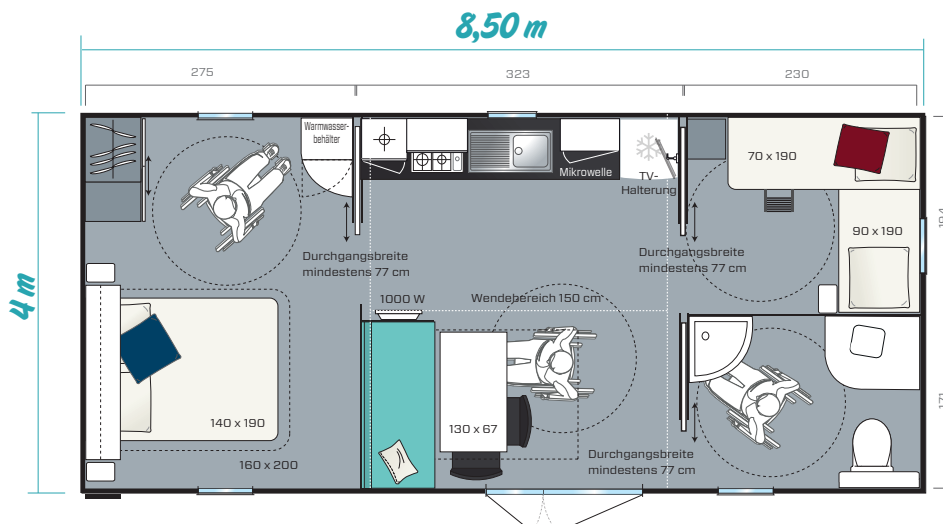 8,50 m
275
323
230
4 m
Warmwasser-
behälter
Mikrowelle
TV-
Halterung
70 x 190
90 x 190
Durchgangsbreite
mindestens 77 cm
Durchgangsbreite
mindestens 77 cm
1000 W
Wendebereich 150 cm
140 x 190
160 x 200
130 x 67
Durchgangsbreite
mindestens 77 cm